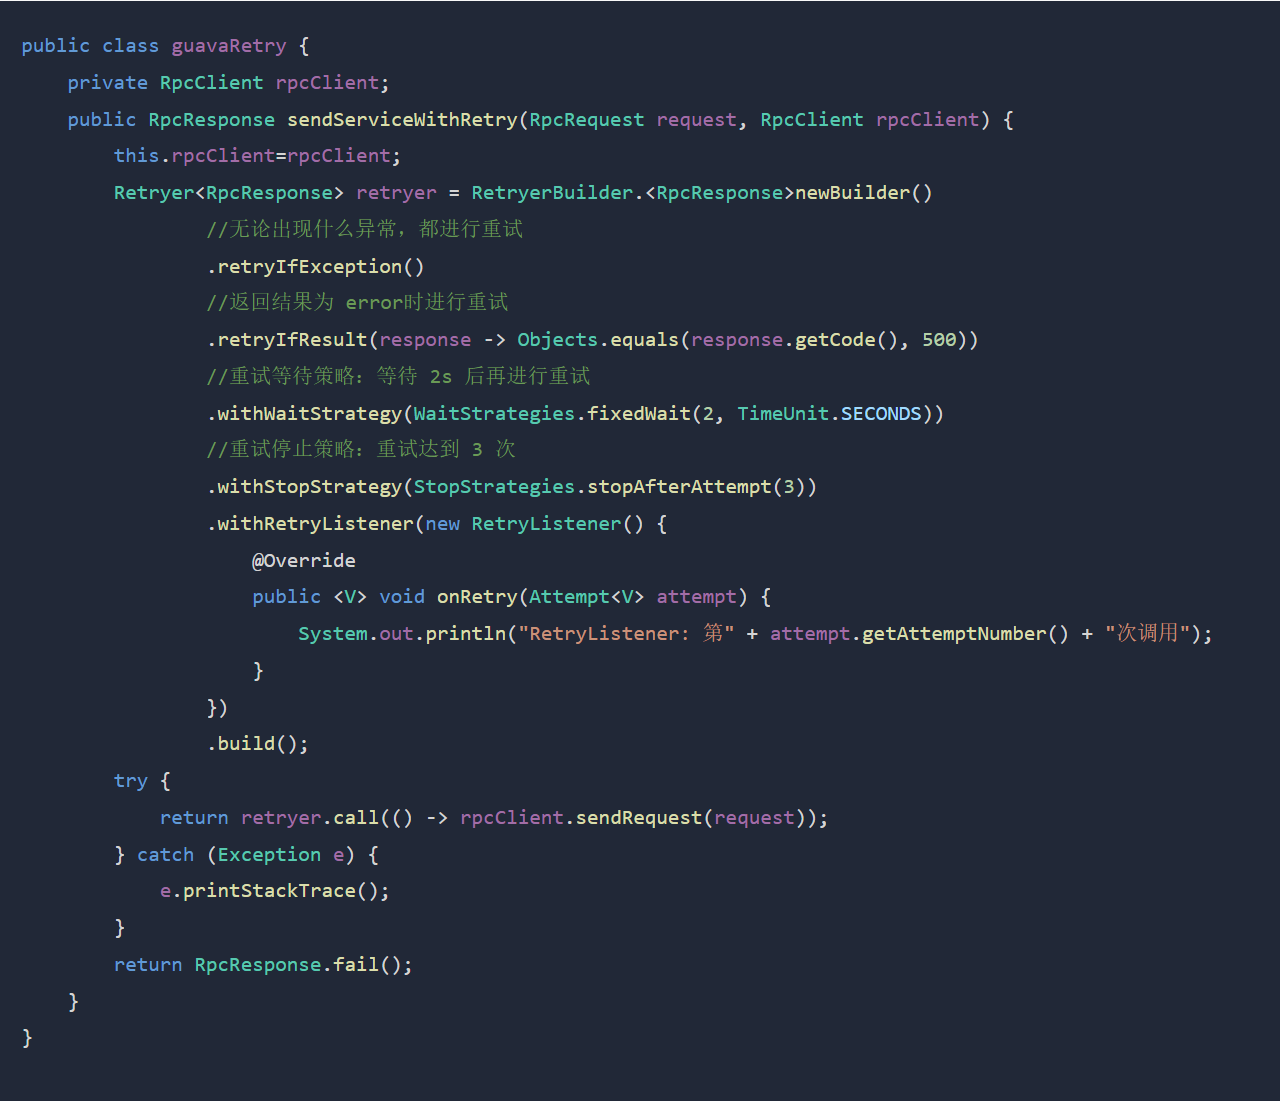 public class guavaRetry {
    private RpcClient rpcClient;
    public RpcResponse sendServiceWithRetry(RpcRequest request, RpcClient rpcClient) {
        this.rpcClient=rpcClient;
        Retryer<RpcResponse> retryer = RetryerBuilder.<RpcResponse>newBuilder()
                //无论出现什么异常，都进行重试
                .retryIfException()
                //返回结果为 error时进行重试
                .retryIfResult(response -> Objects.equals(response.getCode(), 500))
                //重试等待策略：等待 2s 后再进行重试
                .withWaitStrategy(WaitStrategies.fixedWait(2, TimeUnit.SECONDS))
                //重试停止策略：重试达到 3 次
                .withStopStrategy(StopStrategies.stopAfterAttempt(3))
                .withRetryListener(new RetryListener() {
                    @Override
                    public <V> void onRetry(Attempt<V> attempt) {
                        System.out.println("RetryListener: 第" + attempt.getAttemptNumber() + "次调用");
                    }
                })
                .build();
        try {
            return retryer.call(() -> rpcClient.sendRequest(request));
        } catch (Exception e) {
            e.printStackTrace();
        }
        return RpcResponse.fail();
    }
}